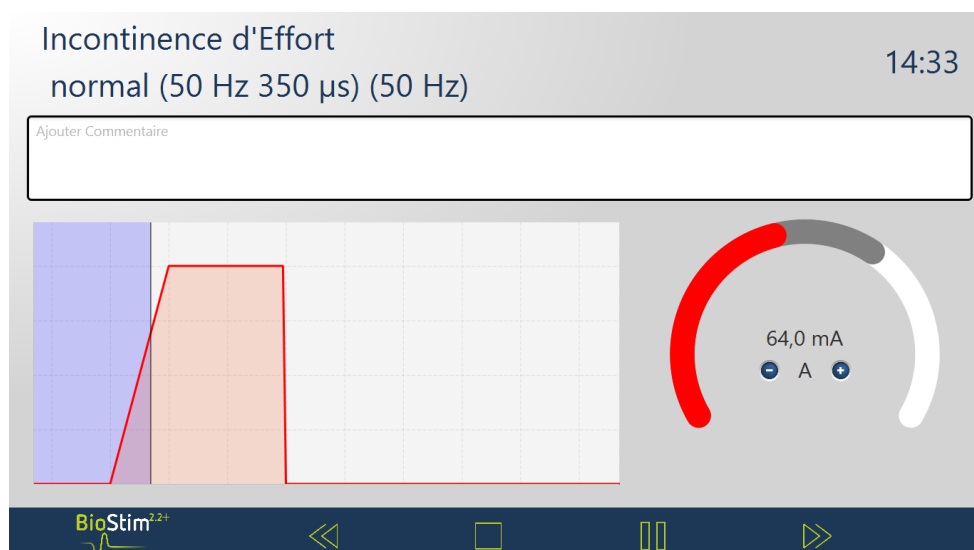 Incontinence d'Effort
normal (50 Hz 350 µs) (50 Hz)
14:33
Ajouter Commentaire
64,0 mA
A
BioStim2.2+